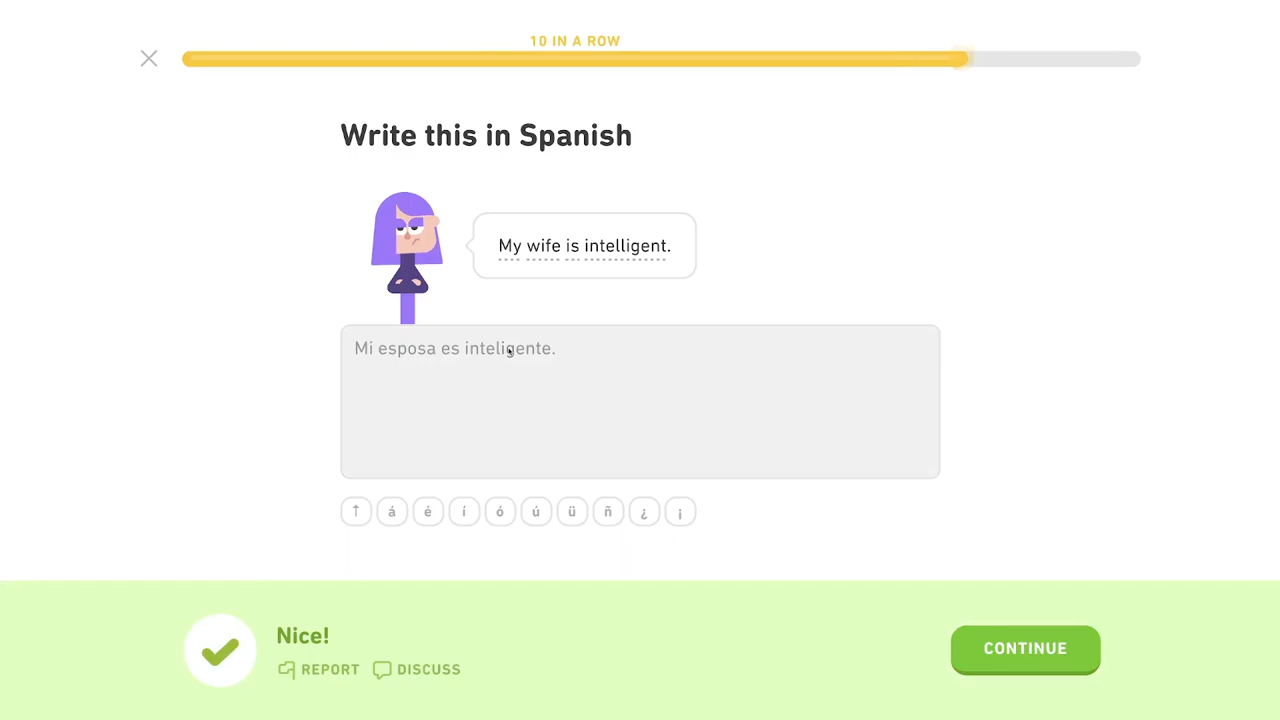 10 IN A ROW
Write this in Spanish
My wife is intelligent.
Mi esposa es inteligente.
↑ á é í ó ú ü ñ ¿ ¡
Nice!
REPORT DISCUSS
CONTINUE